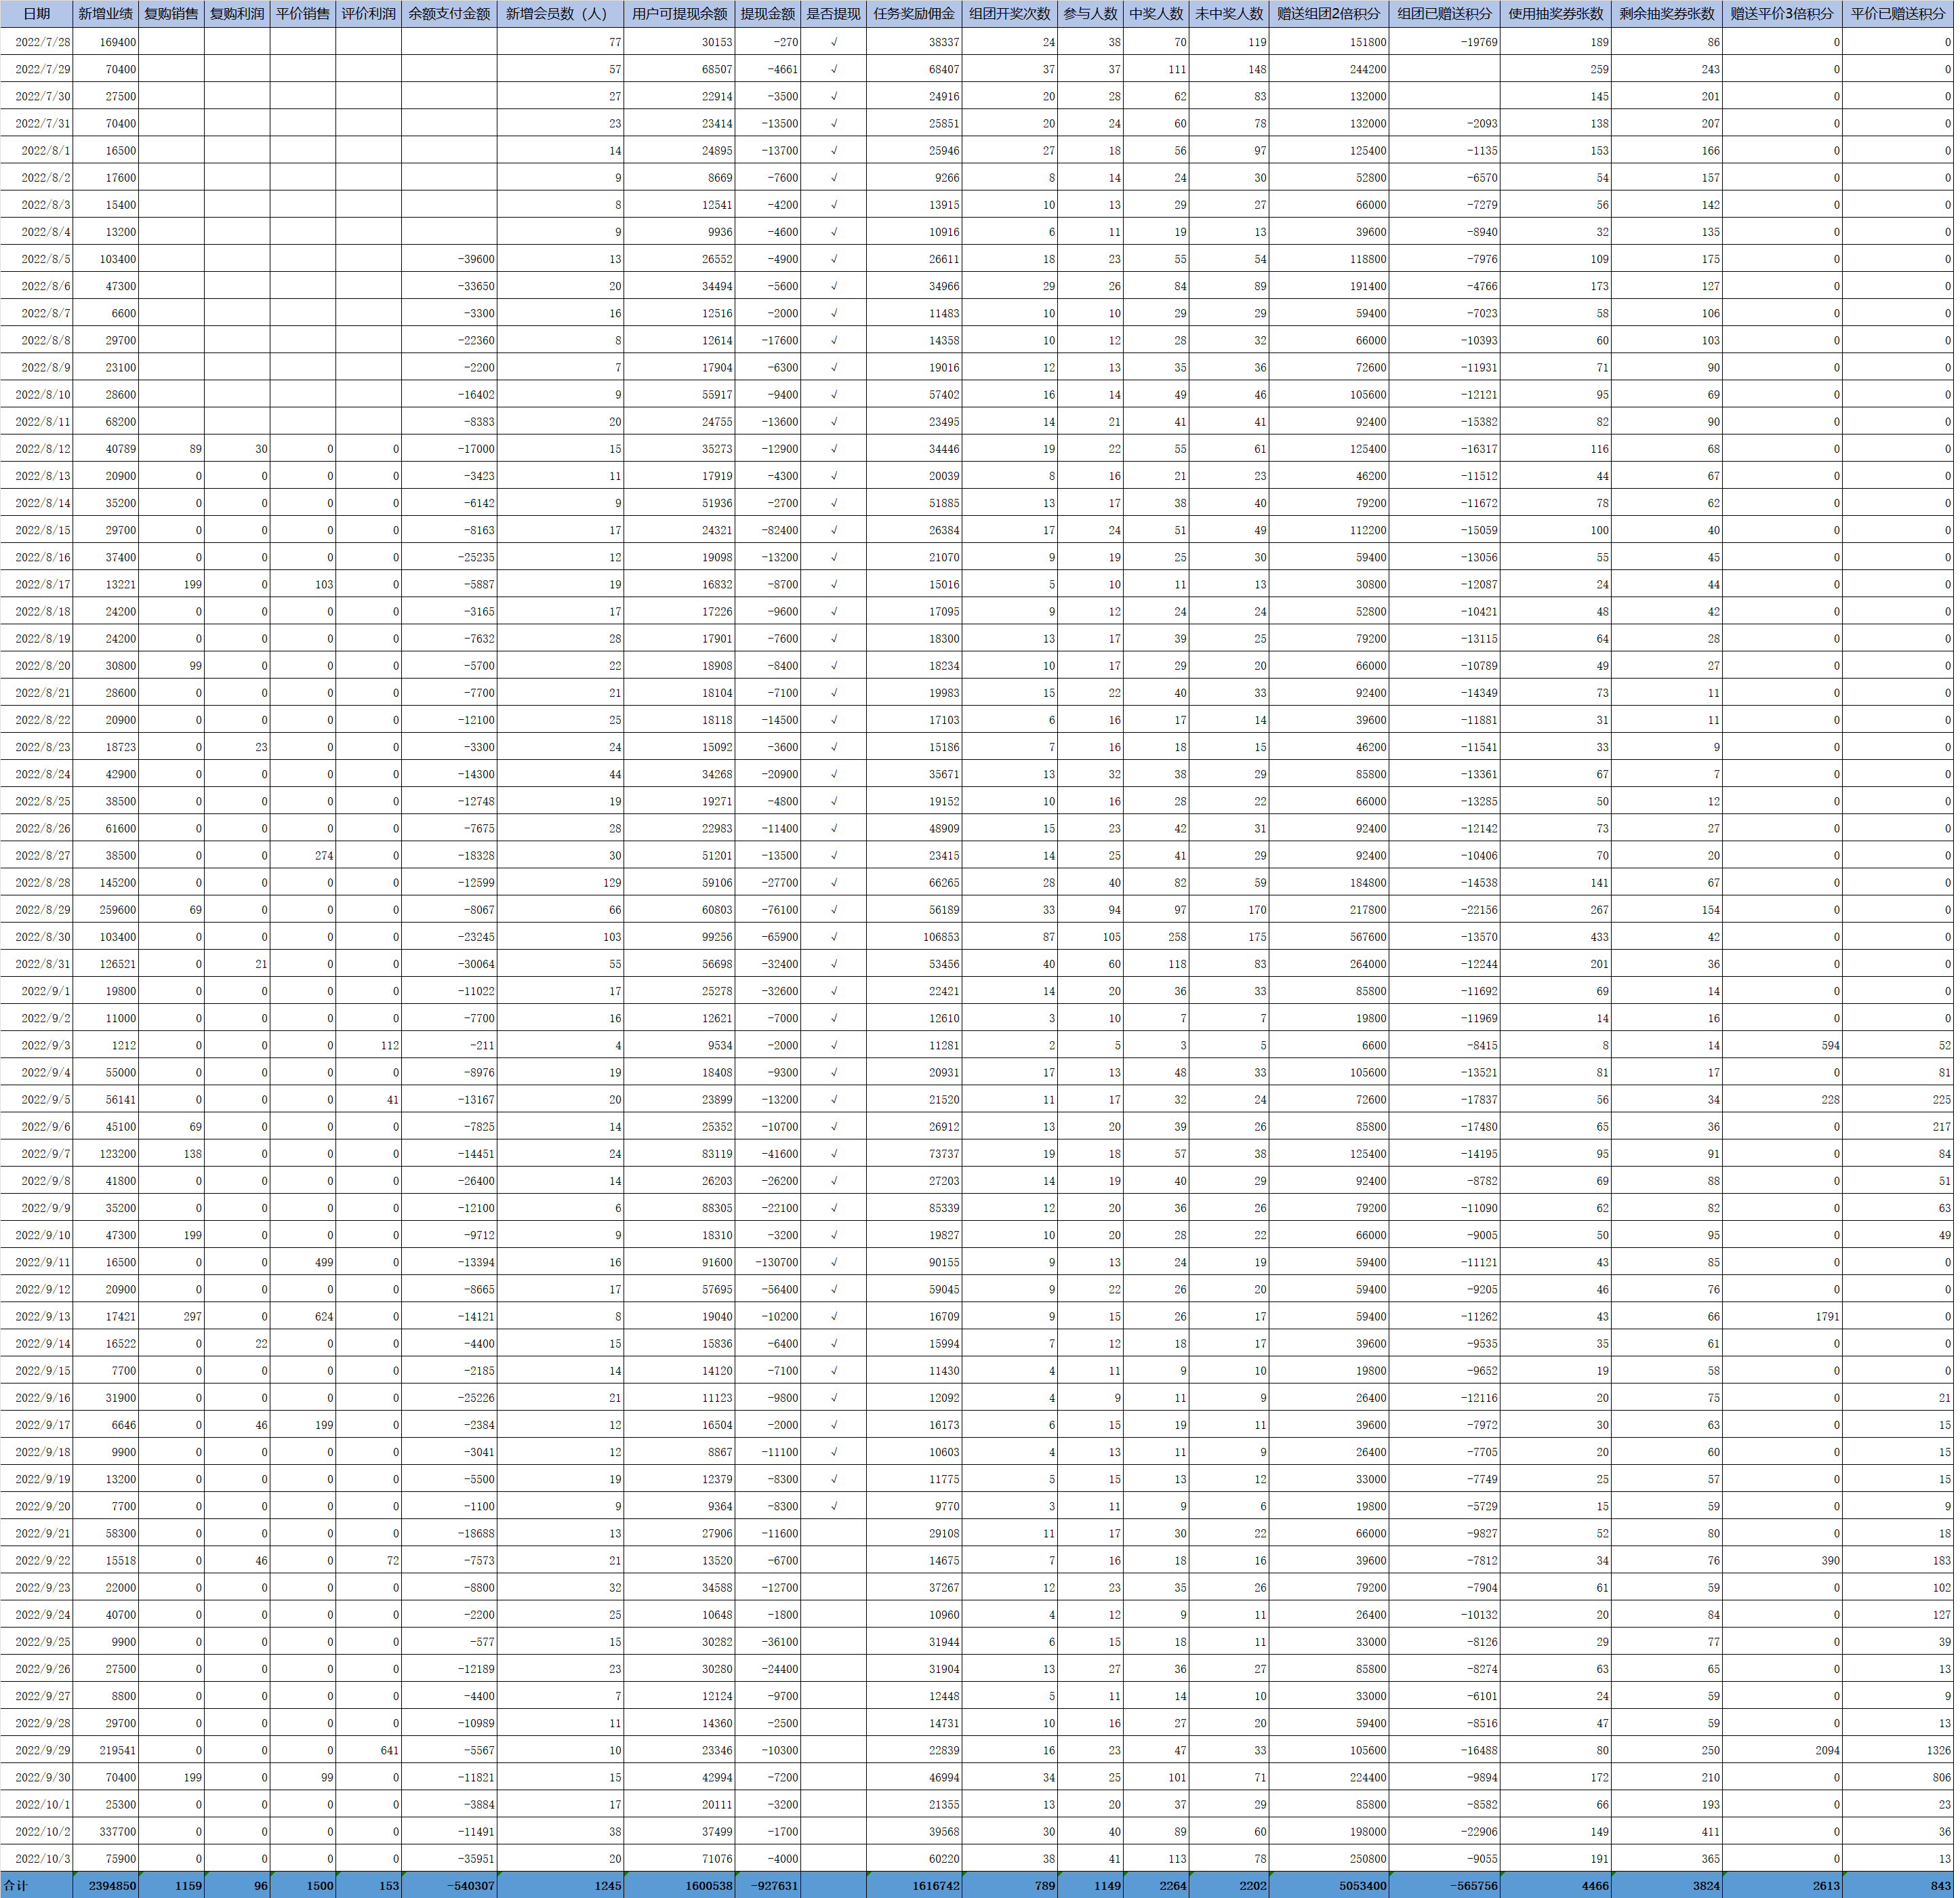 日期 新增业绩 复购销售 复购利润 平价销售 评价利润 余额支付金额 新增会员数（人） 用户可提现余额 提现金额 是否提现 任务奖励佣金 组团开奖次数 参与人数 中奖人数 未中奖人数 赠送组团2倍积分 组团已赠送积分 使用抽奖券张数 剩余抽奖券张数 赠送平价3倍积分 平价已赠送积分
2022/7/28 169400 77 30153 -270 √ 38337 24 38 70 119 151800 -19769 189 86 0 0
2022/7/29 70400 57 68507 -4661 √ 68407 37 37 111 148 244200 259 243 0 0
2022/7/30 27500 27 22914 -3500 √ 24916 20 28 62 83 132000 145 201 0 0
2022/7/31 70400 23 23414 -13500 √ 25851 20 24 60 78 132000 -2093 138 207 0 0
2022/8/1 16500 14 24895 -13700 √ 25946 27 18 56 97 125400 -1135 153 166 0 0
2022/8/2 17600 9 8669 -7600 √ 9266 8 14 24 30 52800 -6570 54 157 0 0
2022/8/3 15400 8 12541 -4200 √ 13915 10 13 29 27 66000 -7279 56 142 0 0
2022/8/4 13200 9 9936 -4600 √ 10916 6 11 19 13 39600 -8940 32 135 0 0
2022/8/5 103400 -39600 13 26552 -4900 √ 26611 18 23 55 54 118800 -7976 109 175 0 0
2022/8/6 47300 -33650 20 34494 -5600 √ 34966 29 26 84 89 191400 -4766 173 127 0 0
2022/8/7 6600 -3300 16 12516 -2000 √ 11483 10 10 29 29 59400 -7023 58 106 0 0
2022/8/8 29700 -22360 8 12614 -17600 √ 14358 10 12 28 32 66000 -10393 60 103 0 0
2022/8/9 23100 -2200 7 17904 -6300 √ 19016 12 13 35 36 72600 -11931 71 90 0 0
2022/8/10 28600 -16402 9 55917 -9400 √ 57402 16 14 49 46 105600 -12121 95 69 0 0
2022/8/11 68200 -8383 20 24755 -13600 √ 23495 14 21 41 41 92400 -15382 82 90 0 0
2022/8/12 40789 89 30 0 0 -17000 15 35273 -12900 √ 34446 19 22 55 61 125400 -16317 116 68 0 0
2022/8/13 20900 0 0 0 0 -3423 11 17919 -4300 √ 20039 8 16 21 23 46200 -11512 44 67 0 0
2022/8/14 35200 0 0 0 0 -6142 9 51936 -2700 √ 51885 13 17 38 40 79200 -11672 78 62 0 0
2022/8/15 29700 0 0 0 0 -8163 17 24321 -82400 √ 26384 17 24 51 49 112200 -15059 100 40 0 0
2022/8/16 37400 0 0 0 0 -25235 12 19098 -13200 √ 21070 9 19 25 30 59400 -13056 55 45 0 0
2022/8/17 13221 199 0 103 0 -5887 19 16832 -8700 √ 15016 5 10 11 13 30800 -12087 24 44 0 0
2022/8/18 24200 0 0 0 0 -3165 17 17226 -9600 √ 17095 9 12 24 24 52800 -10421 48 42 0 0
2022/8/19 24200 0 0 0 0 -7632 28 17901 -7600 √ 18300 13 17 39 25 79200 -13115 64 28 0 0
2022/8/20 30800 99 0 0 0 -5700 22 18908 -8400 √ 18234 10 17 29 20 66000 -10789 49 27 0 0
2022/8/21 28600 0 0 0 0 -7700 21 18104 -7100 √ 19983 15 22 40 33 92400 -14349 73 11 0 0
2022/8/22 20900 0 0 0 0 -12100 25 18118 -14500 √ 17103 6 16 17 14 39600 -11881 31 11 0 0
2022/8/23 18723 0 23 0 0 -3300 24 15092 -3600 √ 15186 7 16 18 15 46200 -11541 33 9 0 0
2022/8/24 42900 0 0 0 0 -14300 44 34268 -20900 √ 35671 13 32 38 29 85800 -13361 67 7 0 0
2022/8/25 38500 0 0 0 0 -12748 19 19271 -4800 √ 19152 10 16 28 22 66000 -13285 50 12 0 0
2022/8/26 61600 0 0 0 0 -7675 28 22983 -11400 √ 48909 15 23 42 31 92400 -12142 73 27 0 0
2022/8/27 38500 0 0 274 0 -18328 30 51201 -13500 √ 23415 14 25 41 29 92400 -10406 70 20 0 0
2022/8/28 145200 0 0 0 0 -12599 129 59106 -27700 √ 66265 28 40 82 59 184800 -14538 141 67 0 0
2022/8/29 259600 69 0 0 0 -8067 66 60803 -76100 √ 56189 33 94 97 170 217800 -22156 267 154 0 0
2022/8/30 103400 0 0 0 0 -23245 103 99256 -65900 √ 106853 87 105 258 175 567600 -13570 433 42 0 0
2022/8/31 126521 0 21 0 0 -30064 55 56698 -32400 √ 53456 40 60 118 83 264000 -12244 201 36 0 0
2022/9/1 19800 0 0 0 0 -11022 17 25278 -32600 √ 22421 14 20 36 33 85800 -11692 69 14 0 0
2022/9/2 11000 0 0 0 0 -7700 16 12621 -7000 √ 12610 3 10 7 7 19800 -11969 14 16 0 0
2022/9/3 1212 0 0 0 112 -211 4 9534 -2000 √ 11281 2 5 3 5 6600 -8415 8 14 594 52
2022/9/4 55000 0 0 0 0 -8976 19 18408 -9300 √ 20931 17 13 48 33 105600 -13521 81 17 0 81
2022/9/5 56141 0 0 0 41 -13167 20 23899 -13200 √ 21520 11 17 32 24 72600 -17837 56 34 228 225
2022/9/6 45100 69 0 0 0 -7825 14 25352 -10700 √ 26912 13 20 39 26 85800 -17480 65 36 0 217
2022/9/7 123200 138 0 0 0 -14451 24 83119 -41600 √ 73737 19 18 57 38 125400 -14195 95 91 0 84
2022/9/8 41800 0 0 0 0 -26400 14 26203 -26200 √ 27203 14 19 40 29 92400 -8782 69 88 0 51
2022/9/9 35200 0 0 0 0 -12100 6 88305 -22100 √ 85339 12 20 36 26 79200 -11090 62 82 0 63
2022/9/10 47300 199 0 0 0 -9712 9 18310 -3200 √ 19827 10 20 28 22 66000 -9005 50 95 0 49
2022/9/11 16500 0 0 499 0 -13394 16 91600 -130700 √ 90155 9 13 24 19 59400 -11121 43 85 0 0
2022/9/12 20900 0 0 0 0 -8665 17 57695 -56400 √ 59045 9 22 26 20 59400 -9205 46 76 0 0
2022/9/13 17421 297 0 624 0 -14121 8 19040 -10200 √ 16709 9 15 26 17 59400 -11262 43 66 1791 0
2022/9/14 16522 0 22 0 0 -4400 15 15836 -6400 √ 15994 7 12 18 17 39600 -9535 35 61 0 0
2022/9/15 7700 0 0 0 0 -2185 14 14120 -7100 √ 11430 4 11 9 10 19800 -9652 19 58 0 0
2022/9/16 31900 0 0 0 0 -25226 21 11123 -9800 √ 12092 4 9 11 9 26400 -12116 20 75 0 21
2022/9/17 6646 0 46 199 0 -2384 12 16504 -2000 √ 16173 6 15 19 11 39600 -7972 30 63 0 15
2022/9/18 9900 0 0 0 0 -3041 12 8867 -11100 √ 10603 4 13 11 9 26400 -7705 20 60 0 15
2022/9/19 13200 0 0 0 0 -5500 19 12379 -8300 √ 11775 5 15 13 12 33000 -7749 25 57 0 15
2022/9/20 7700 0 0 0 0 -1100 9 9364 -8300 √ 9770 3 11 9 6 19800 -5729 15 59 0 9
2022/9/21 58300 0 0 0 0 -18688 13 27906 -11600 29108 11 17 30 22 66000 -9827 52 80 0 18
2022/9/22 15518 0 46 0 72 -7573 21 13520 -6700 14675 7 16 18 16 39600 -7812 34 76 390 183
2022/9/23 22000 0 0 0 0 -8800 32 34588 -12700 37267 12 23 35 26 79200 -7904 61 59 0 102
2022/9/24 40700 0 0 0 0 -2200 25 10648 -1800 10960 4 12 9 11 26400 -10132 20 84 0 127
2022/9/25 9900 0 0 0 0 -577 15 30282 -36100 31944 6 15 18 11 33000 -8126 29 77 0 39
2022/9/26 27500 0 0 0 0 -12189 23 30280 -24400 31904 13 27 36 27 85800 -8274 63 65 0 13
2022/9/27 8800 0 0 0 0 -4400 7 12124 -9700 12448 5 11 14 10 33000 -6101 24 59 0 9
2022/9/28 29700 0 0 0 0 -10989 11 14360 -2500 14731 10 16 27 20 59400 -8516 47 59 0 13
2022/9/29 219541 0 0 0 641 -5567 10 23346 -10300 22839 16 23 47 33 105600 -16488 80 250 2094 1326
2022/9/30 70400 199 0 99 0 -11821 15 42994 -7200 46994 34 25 101 71 224400 -9894 172 210 0 806
2022/10/1 25300 0 0 0 0 -3884 17 20111 -3200 21355 13 20 37 29 85800 -8582 66 193 0 23
2022/10/2 337700 0 0 0 0 -11491 38 37499 -1700 39568 30 40 89 60 198000 -22906 149 411 0 36
2022/10/3 75900 0 0 0 0 -35951 20 71076 -4000 60220 38 41 113 78 250800 -9055 191 365 0 13
合计 2394850 1159 96 1500 153 -540307 1245 1600538 -927631 1616742 789 1149 2264 2202 5053400 -565756 4466 3824 2613 843